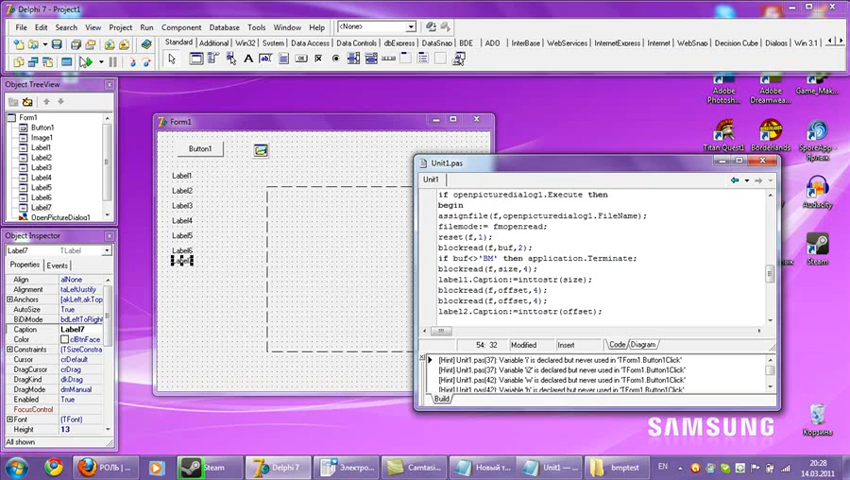 Delphi 7 - Project1
File Edit Search View Project Run Component Database Tools Window Help <None>
Standard Additional Win32 System Data Access Data Controls dbExpress DataSnap BDE ADO InterBase WebServices InternetExpress Internet WebSnap Decision Cube Dialogs Win 3.1
Object TreeView
Form1
Button1
Image1
Label1
Label2
Label3
Label4
Label5
Label6
Label7
OpenPictureDialog1
Object Inspector
Label7 TLabel
Properties Events
Align alNone
Alignment taLeftJustify
Anchors [akLeft,akTop
AutoSize True
BiDiMode bdLeftToRight
Caption Label7
Color clBtnFace
Constraints (TSizeConstra
Cursor crDefault
DragCursor crDrag
DragKind dkDrag
DragMode dmManual
Enabled True
FocusControl
Font (TFont)
Height 13
All shown
Form1
Button1
Label1
Label2
Label3
Label4
Label5
Label6
Unit1.pas
Unit1
if openpicturedialog1.Execute then
begin
assignfile(f,openpicturedialog1.FileName);
filemode:= fmopenread;
reset(f,1);
blockread(f,buf,2);
if buf<>'BM' then application.Terminate;
blockread(f,size,4);
label1.Caption:=inttostr(size);
blockread(f,offset,4);
blockread(f,offset,4);
label2.Caption:=inttostr(offset);
54: 32 Modified Insert Code Diagram
[Hint] Unit1.pas(37): Variable 'i' is declared but never used in 'TForm1.Button1Click'
[Hint] Unit1.pas(37): Variable 'i2' is declared but never used in 'TForm1.Button1Click'
[Hint] Unit1.pas(42): Variable 'w' is declared but never used in 'TForm1.Button1Click'
[Hint] Unit1.pas(42): Variable 'h' is declared but never used in 'TForm1.Button1Click'
Build
Adobe Photosh...
Adobe Dreamwea...
Game_Mak...
Titan Quest1
Borderlands
SporeApp - Ярлык
Audacity
Steam
SAMSUNG
Корзина
РОЛЬ | ...
Steam
Delphi 7
Электро...
Camtasi...
Новый т...
Unit1 — ...
bmptest
EN
20:28
14.03.2011